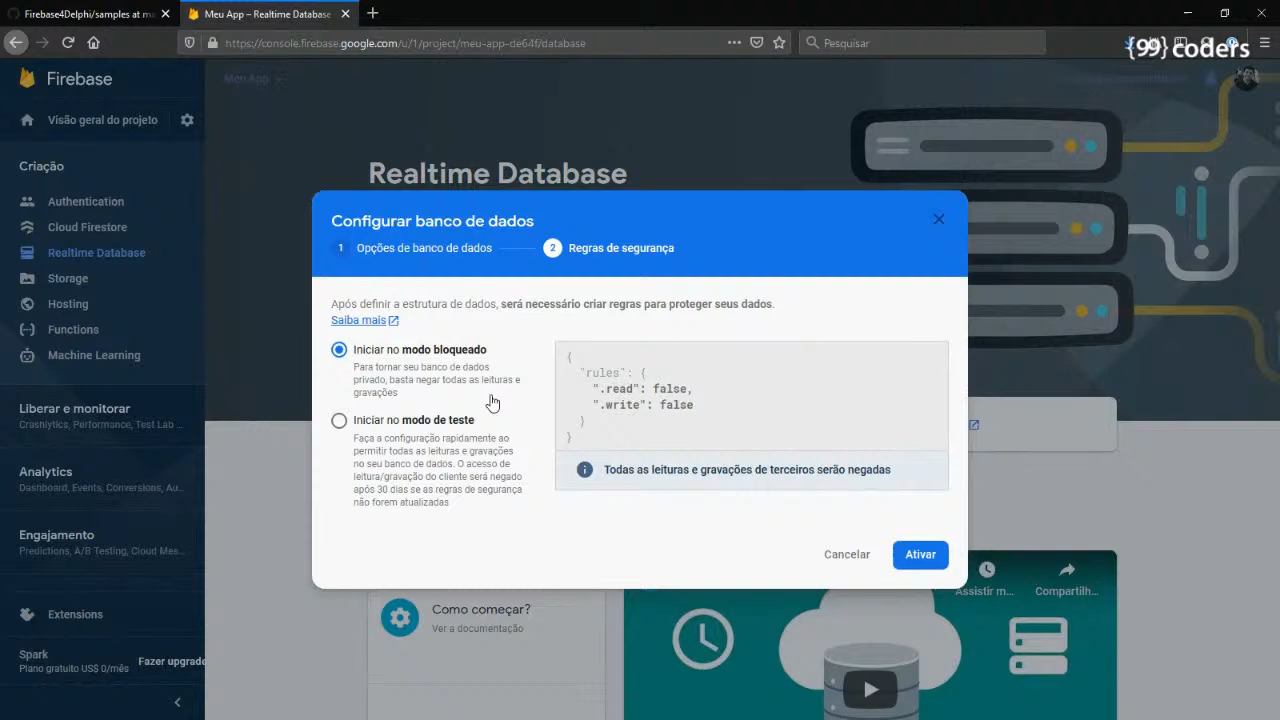 Firebase4Delphi/samples at ma
Meu App – Realtime Database
https://console.firebase.google.com/u/1/project/meu-app-de64f/database
Pesquisar
{99} coders
Firebase
Meu App
Visão geral do projeto
Criação
Authentication
Cloud Firestore
Realtime Database
Storage
Hosting
Functions
Machine Learning
Liberar e monitorar
Crashlytics, Performance, Test Lab ...
Analytics
Dashboard, Events, Conversions, Au...
Engajamento
Predictions, A/B Testing, Cloud Mes...
Extensions
Spark
Plano gratuito US$ 0/mês
Fazer upgrade
Realtime Database
Configurar banco de dados
1 Opções de banco de dados
2 Regras de segurança
Após definir a estrutura de dados, será necessário criar regras para proteger seus dados.
Saiba mais
Iniciar no modo bloqueado
Para tornar seu banco de dados
privado, basta negar todas as leituras e
gravações
Iniciar no modo de teste
Faça a configuração rapidamente ao
permitir todas as leituras e gravações
no seu banco de dados. O acesso de
leitura/gravação do cliente será negado
após 30 dias se as regras de segurança
não forem atualizadas
{
"rules": {
".read": false,
".write": false
}
}
Todas as leituras e gravações de terceiros serão negadas
Cancelar
Ativar
Como começar?
Ver a documentação
Assistir m...
Compartilh...